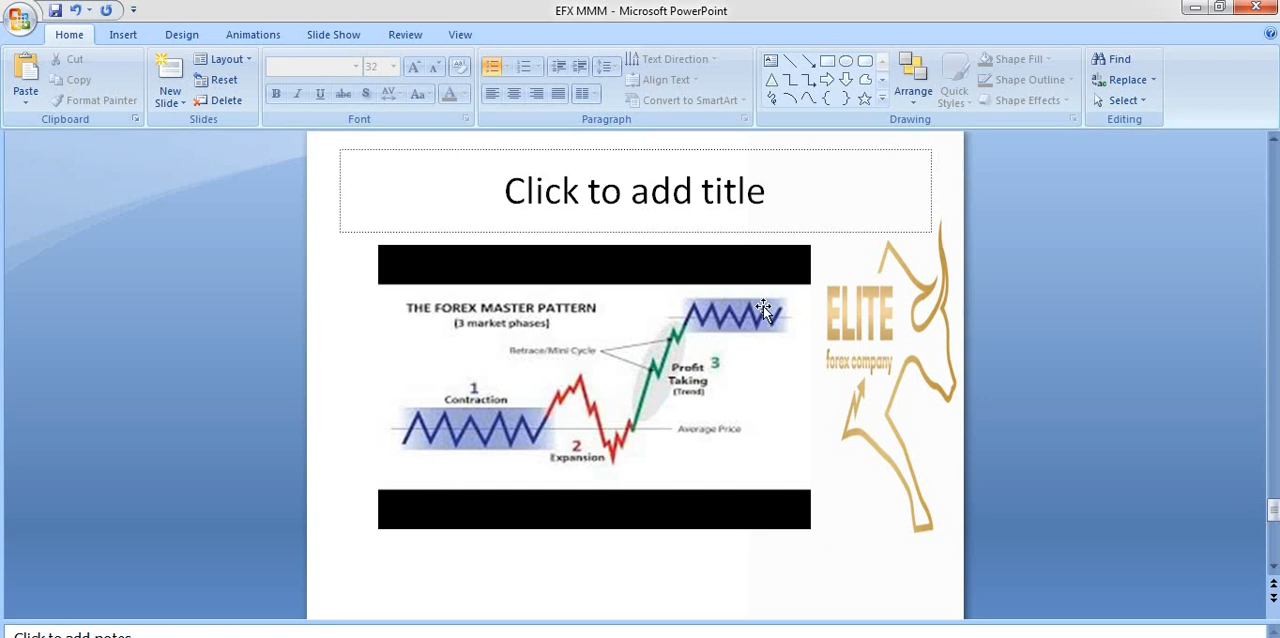 EFX MMM - Microsoft PowerPoint
Home Insert Design Animations Slide Show Review View
Paste
Cut
Copy
Format Painter
Clipboard
New
Slide
Layout
Reset
Delete
Slides
32
B I U abc S AV Aa A
Font
Text Direction
Align Text
Convert to SmartArt
Paragraph
Arrange
Quick
Styles
Shape Fill
Shape Outline
Shape Effects
Drawing
Find
Replace
Select
Editing
Click to add title
THE FOREX MASTER PATTERN
(3 market phases)
Retrace/Mini Cycle
1
Contraction
2
Expansion
Profit 3
Taking
(Trend)
Average Price
ELITE
forex company
Click to add notes